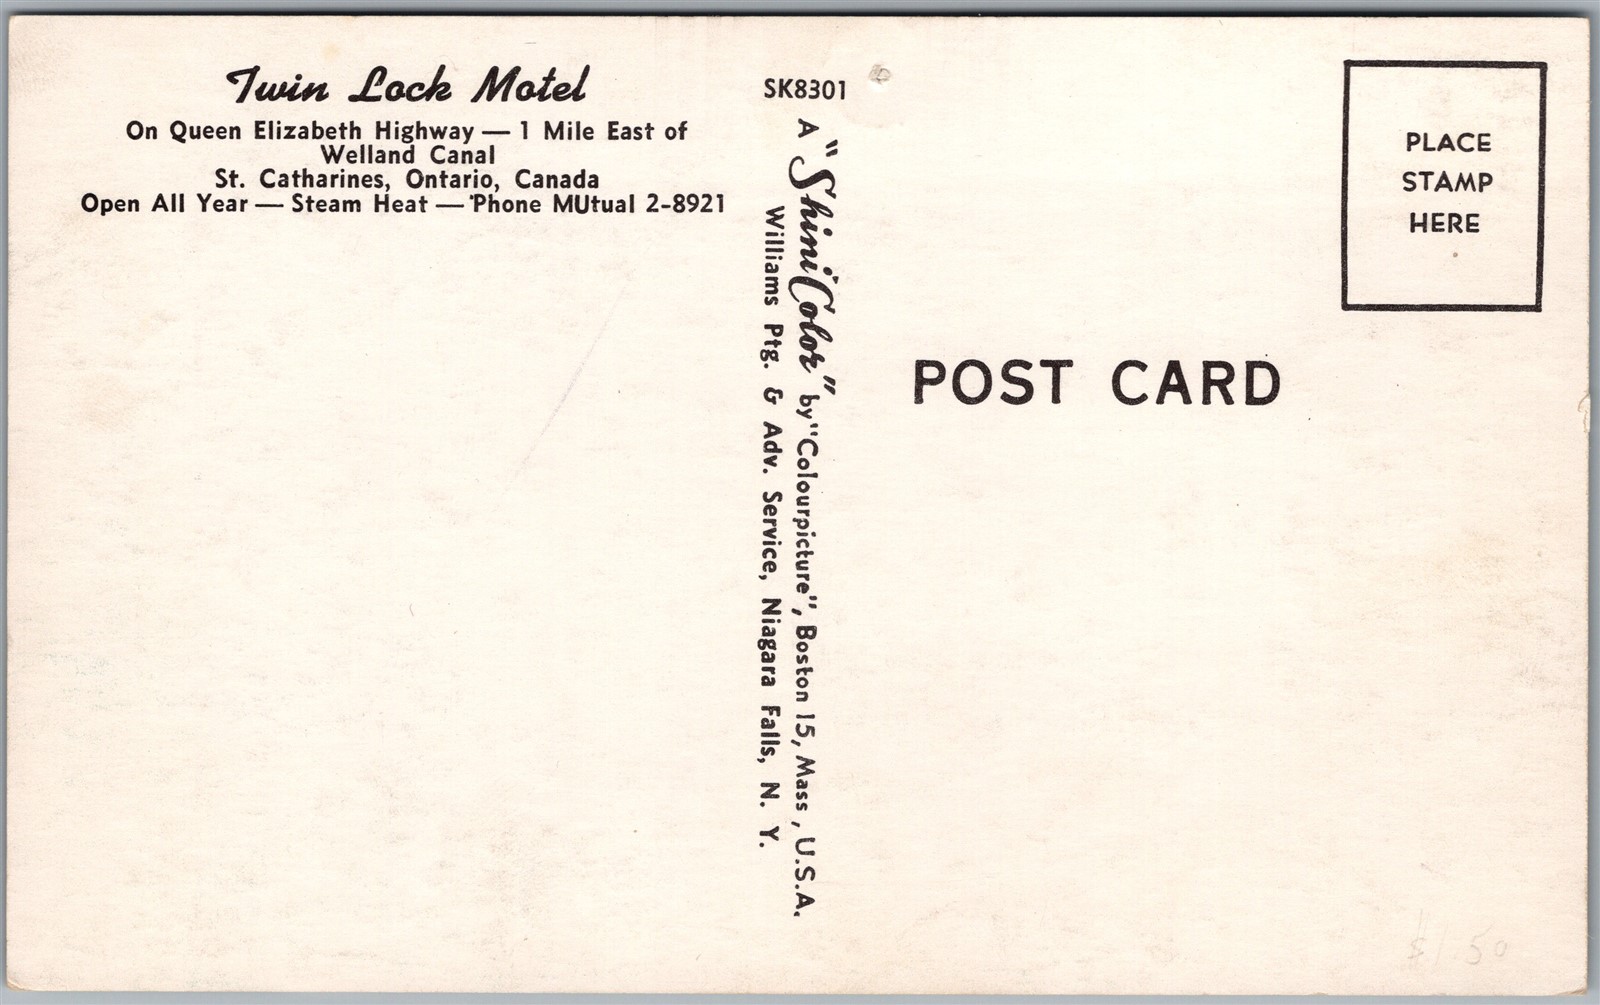 Twin Lock Motel
On Queen Elizabeth Highway — 1 Mile East of
Welland Canal
St. Catharines, Ontario, Canada
Open All Year — Steam Heat — 'Phone MUtual 2-8921
SK8301
A "ShiniColor" by "Colourpicture", Boston 15, Mass, U.S.A.
Williams Ptg. & Adv. Service, Niagara Falls, N. Y.
PLACE
STAMP
HERE
POST CARD
$1.50